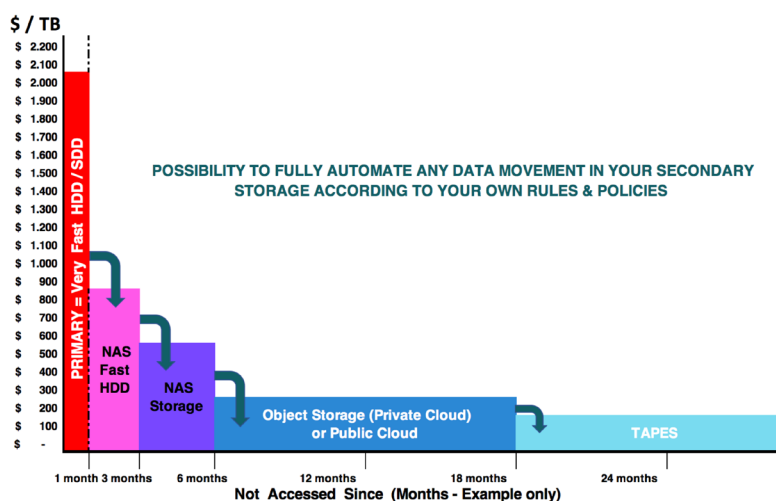 $ / TB
$ 2.200
$ 2.100
$ 2.000
$ 1.900
$ 1.800
$ 1.700
$ 1.600
$ 1.500
$ 1.400
$ 1.300
$ 1.200
$ 1.100
$ 1.000
$ 900
$ 800
$ 700
$ 600
$ 500
$ 400
$ 300
$ 200
$ 100
$ -
POSSIBILITY TO FULLY AUTOMATE ANY DATA MOVEMENT IN YOUR SECONDARY
STORAGE ACCORDING TO YOUR OWN RULES & POLICIES
PRIMARY = Very Fast HDD / SDD
NAS
Fast
HDD
NAS
Storage
Object Storage (Private Cloud)
or Public Cloud
TAPES
1 month 3 months 6 months 12 months 18 months 24 months
Not Accessed Since (Months - Example only)